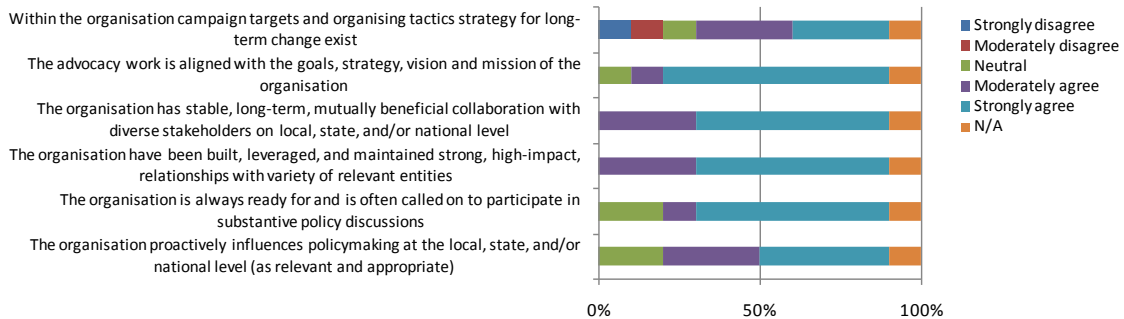 Within the organisation campaign targets and organising tactics strategy for long-
term change exist
The advocacy work is aligned with the goals, strategy, vision and mission of the
organisation
The organisation has stable, long-term, mutually beneficial collaboration with
diverse stakeholders on local, state, and/or national level
The organisation have been built, leveraged, and maintained strong, high-impact,
relationships with variety of relevant entities
The organisation is always ready for and is often called on to participate in
substantive policy discussions
The organisation proactively influences policymaking at the local, state, and/or
national level (as relevant and appropriate)
0%
50%
100%
Strongly disagree
Moderately disagree
Neutral
Moderately agree
Strongly agree
N/A